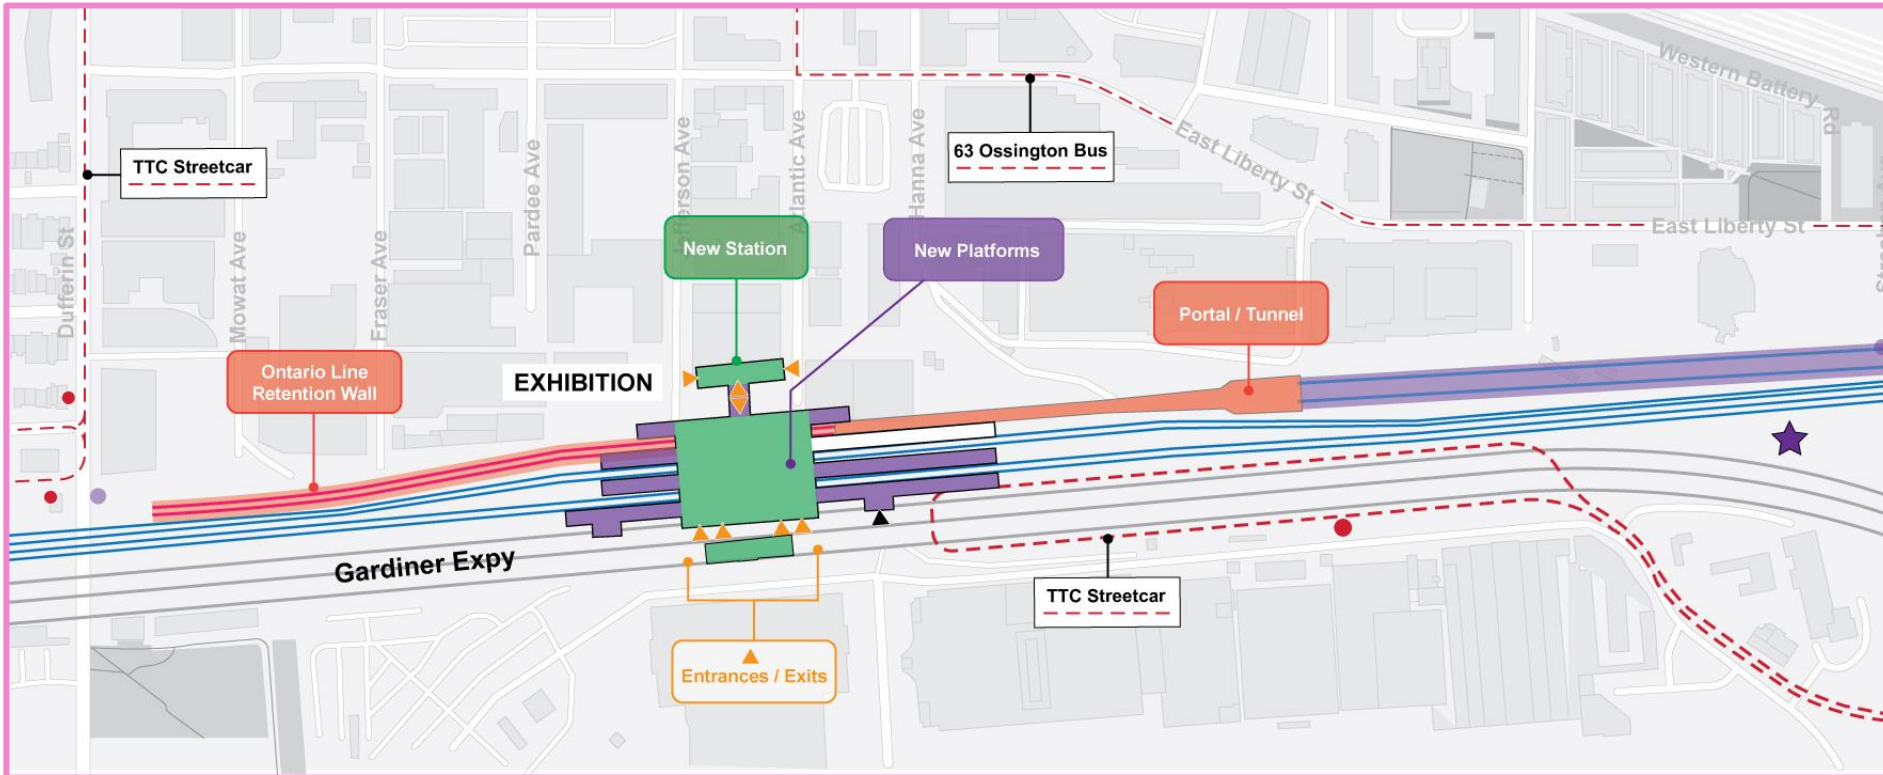 Western Battery
Rd
TTC Streetcar
63 Ossington Bus
East Liberty St
East Liberty St
Dufferin St
Mowat Ave
Fraser Ave
Pardee Ave
Jefferson Ave
Atlantic Ave
Hanna Ave
New Station
New Platforms
Portal / Tunnel
Ontario Line
Retention Wall
EXHIBITION
Gardiner Expy
TTC Streetcar
Entrances / Exits